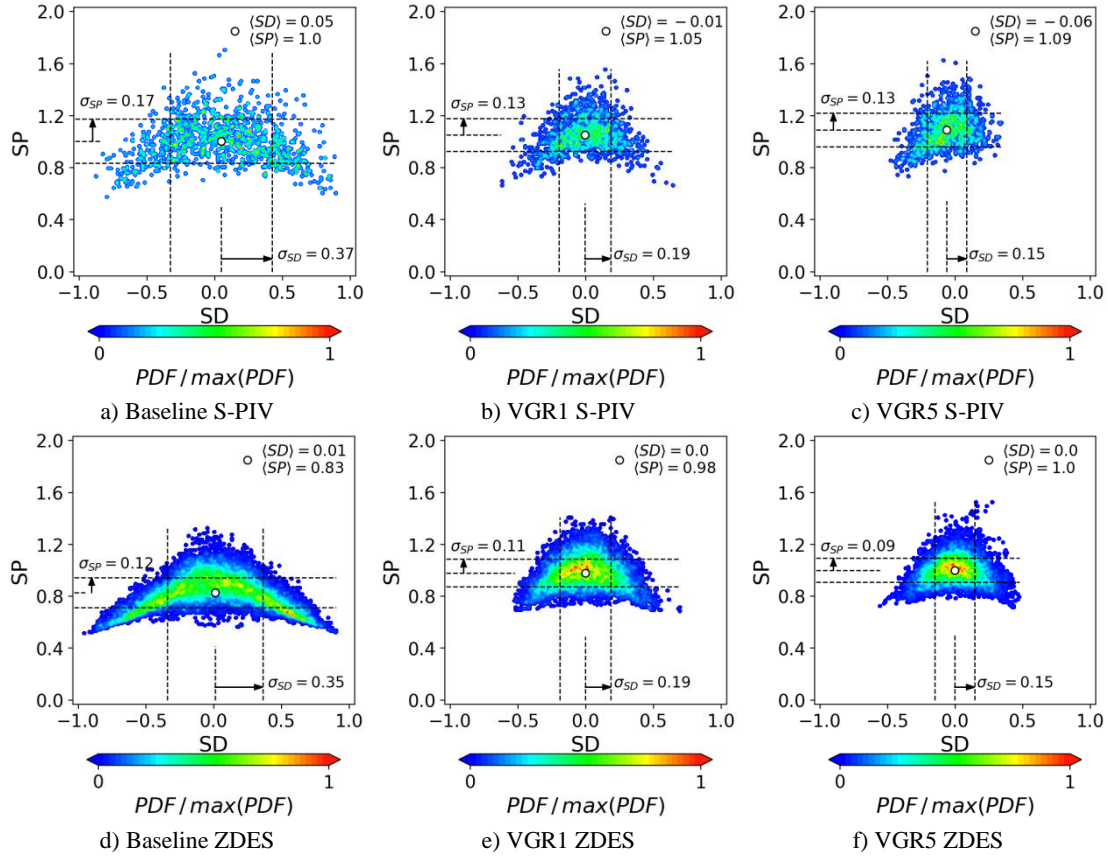 ⟨SD⟩ = 0.05
⟨SP⟩ = 1.0
σSP = 0.17
σSD = 0.37
SP
2.0
1.6
1.2
0.8
0.4
0.0
−1.0 −0.5 0.0 0.5 1.0
SD
0 1
PDF / max(PDF)
a) Baseline S-PIV
⟨SD⟩ = −0.01
⟨SP⟩ = 1.05
σSP = 0.13
σSD = 0.19
SP
2.0
1.6
1.2
0.8
0.4
0.0
−1.0 −0.5 0.0 0.5 1.0
SD
0 1
PDF / max(PDF)
b) VGR1 S-PIV
⟨SD⟩ = −0.06
⟨SP⟩ = 1.09
σSP = 0.13
σSD = 0.15
SP
2.0
1.6
1.2
0.8
0.4
0.0
−1.0 −0.5 0.0 0.5 1.0
SD
0 1
PDF / max(PDF)
c) VGR5 S-PIV
⟨SD⟩ = 0.01
⟨SP⟩ = 0.83
σSP = 0.12
σSD = 0.35
SP
2.0
1.6
1.2
0.8
0.4
0.0
−1.0 −0.5 0.0 0.5 1.0
SD
0 1
PDF / max(PDF)
d) Baseline ZDES
⟨SD⟩ = 0.0
⟨SP⟩ = 0.98
σSP = 0.11
σSD = 0.19
SP
2.0
1.6
1.2
0.8
0.4
0.0
−1.0 −0.5 0.0 0.5 1.0
SD
0 1
PDF / max(PDF)
e) VGR1 ZDES
⟨SD⟩ = 0.0
⟨SP⟩ = 1.0
σSP = 0.09
σSD = 0.15
SP
2.0
1.6
1.2
0.8
0.4
0.0
−1.0 −0.5 0.0 0.5 1.0
SD
0 1
PDF / max(PDF)
f) VGR5 ZDES